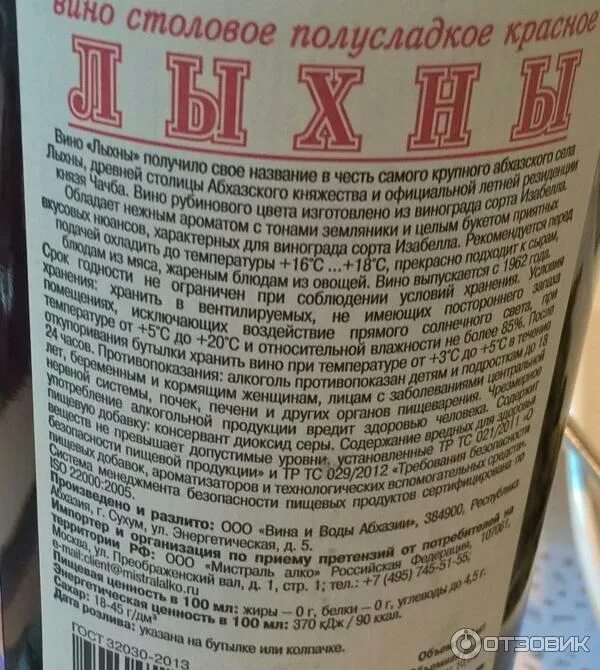 вино столовое полусладкое красное
ЛЫХНЫ
Вино «Лыхны» получило свое название в честь самого крупного абхазского села
Лыхны, древней столицы Абхазского княжества и официальной летней резиденции
князя Чачба. Вино рубинового цвета изготовлено из винограда сорта Изабелла.
Обладает нежным ароматом с тонами земляники и целым букетом приятных
вкусовых нюансов, характерных для винограда сорта Изабелла. Рекомендуется перед
подачей охладить до температуры +16°С ...+18°С, прекрасно подходит к сырам,
блюдам из мяса, жареным блюдам из овощей. Вино выпускается с 1962 года.
Срок годности не ограничен при соблюдении условий хранения. Условия
хранения: хранить в вентилируемых, не имеющих постороннего запаха
помещениях, исключающих воздействие прямого солнечного света, при
температуре от +5°С до +20°С и относительной влажности не более 85%. После
откупоривания бутылки хранить вино при температуре от +3°С до +5°С в течение
24 часов. Противопоказания: алкоголь противопоказан детям и подросткам до 18
лет, беременным и кормящим женщинам, лицам с заболеваниями центральной
нервной системы, почек, печени и других органов пищеварения. Чрезмерное
употребление алкогольной продукции вредит здоровью человека. Содержит
пищевую добавку: консервант диоксид серы. Содержание вредных для здоровья
веществ не превышает допустимые уровни, установленные ТР ТС 021/2011 «О
безопасности пищевой продукции» и ТР ТС 029/2012 «Требования безопасности
пищевых добавок, ароматизаторов и технологических вспомогательных средств».
Система менеджмента безопасности пищевых продуктов сертифицирована по
ISO 22000:2005.
Произведено и разлито: ООО «Вина и Воды Абхазии», 384900, Республика
Абхазия, г. Сухум, ул. Энергетическая, д. 5.
Импортер и организация по приему претензий от потребителей на
территории РФ: ООО «Мистраль алко» Российская Федерация, 107061,
Москва, ул. Преображенский вал, д. 1, стр. 1; тел.: +7 (495) 745-51-55;
e-mail:client@mistralalko.ru
Пищевая ценность в 100 мл: жиры – 0 г, белки – 0 г, углеводы до 4,5 г.
Энергетическая ценность в 100 мл: 370 кДж / 90 ккал.
Сахар: 18-45 г/дм³
Дата розлива: указана на бутылке или колпачке.
ГОСТ 32030-2013
ОТЗОВИК